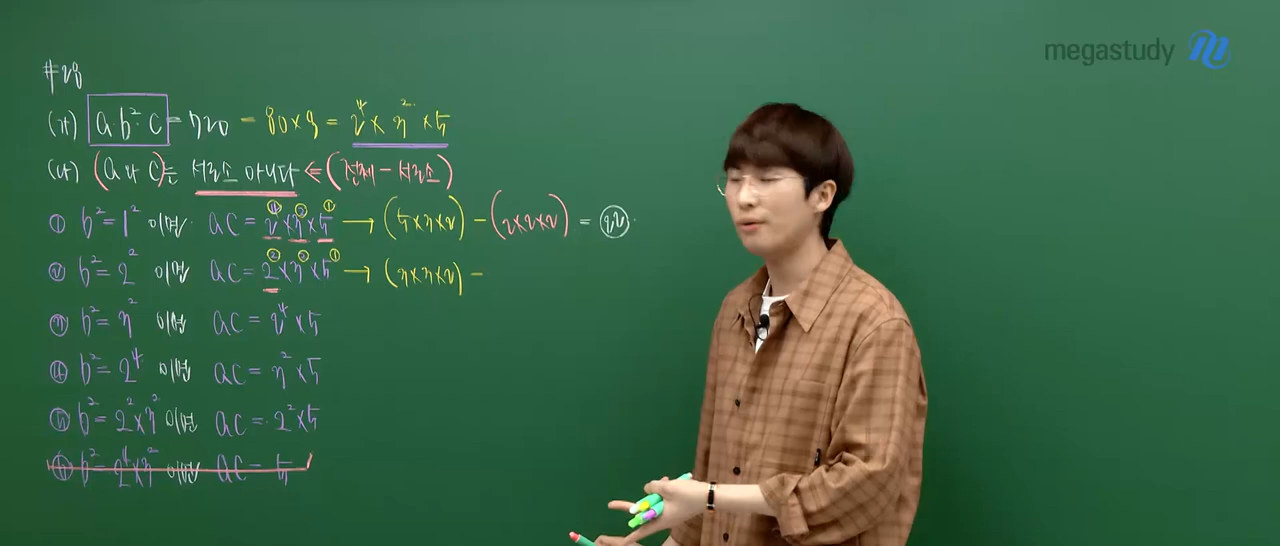 megastudy
#28
(가) a·b²·c = 720 = 80×9 = 2⁴×3²×5
(나) (a와 c)는 서로소 아니다 ⇐ (전체-서로소)
① b²=1² 이면 ac = 2⁴×3²×5 → (5×3×2) - (2×2×2) = 22
② b²=2² 이면 ac = 2²×3²×5¹ → (3×3×2) -
③ b²=3² 이면 ac = 2⁴×5
④ b²=2⁴ 이면 ac = 3²×5
⑤ b²=2²×3² 이면 ac = 2²×5
⑥ b²=2⁴×3² 이면 ac = 5